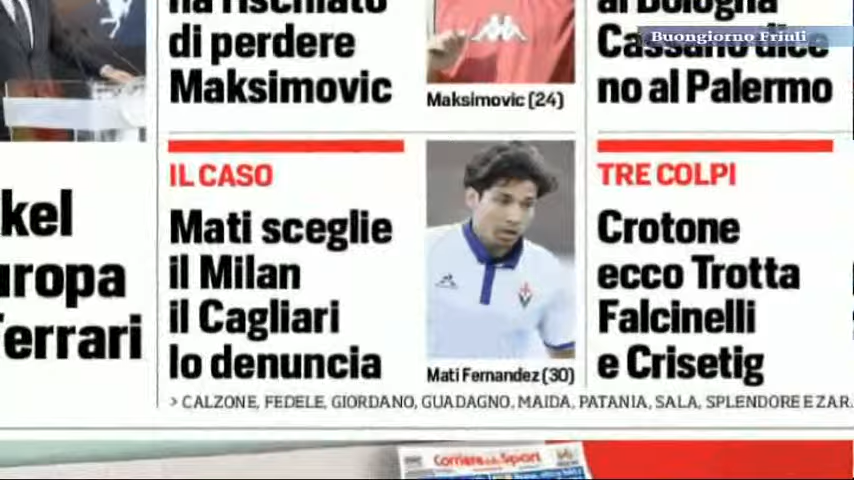 Buongiorno Friuli
ha rischiato
di perdere
Maksimovic
Maksimovic (24)
al Bologna
Cassano dice
no al Palermo
IL CASO
Mati sceglie
il Milan
il Cagliari
lo denuncia
Mati Fernandez (30)
TRE COLPI
Crotone
ecco Trotta
Falcinelli
e Crisetig
kel
uropa
Ferrari
> CALZONE, FEDELE, GIORDANO, GUADAGNO, MAIDA, PATANIA, SALA, SPLENDORE E ZAR
Corriere dello Sport